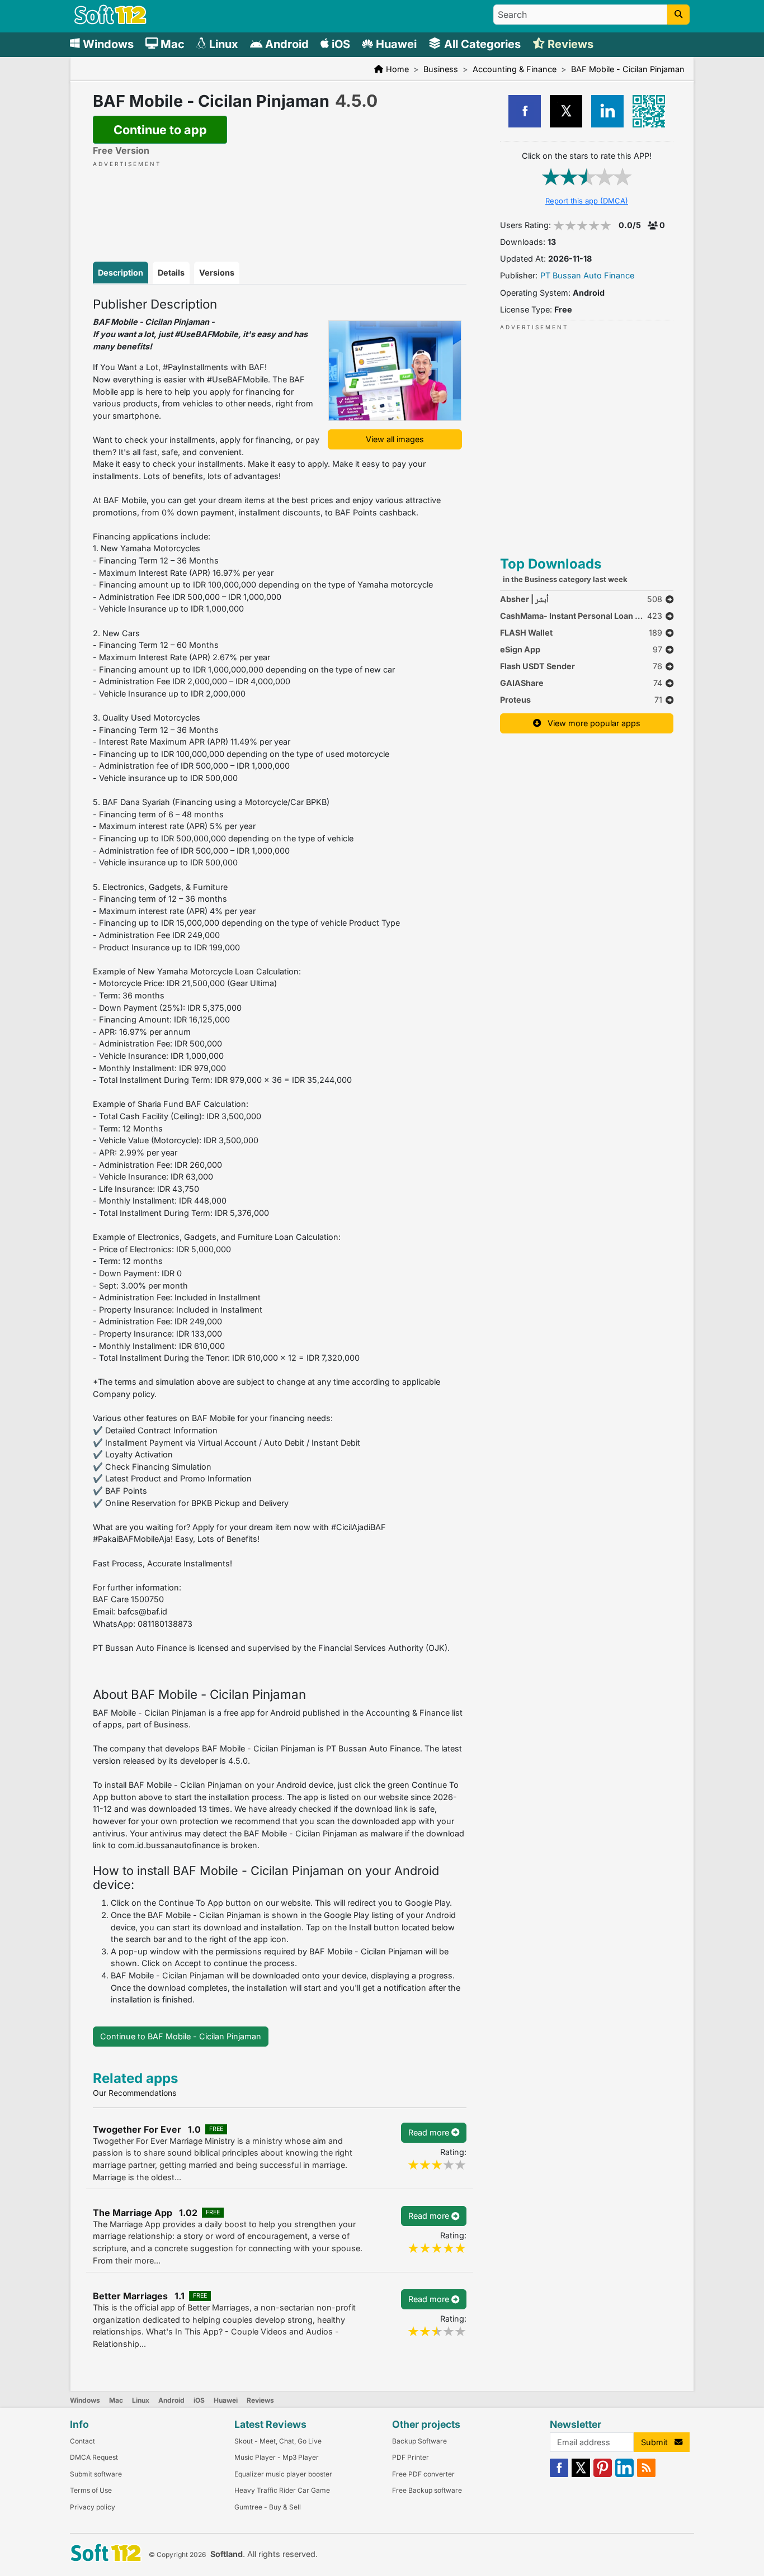 Soft 112
Search
Windows Mac Linux Android iOS Huawei All Categories Reviews
Home > Business > Accounting & Finance > BAF Mobile - Cicilan Pinjaman
BAF Mobile - Cicilan Pinjaman 4.5.0
Continue to app
Free Version
ADVERTISEMENT
Description Details Versions
Publisher Description
BAF Mobile - Cicilan Pinjaman -
If you want a lot, just #UseBAFMobile, it's easy and has
many benefits!
View all images
If You Want a Lot, #PayInstallments with BAF!
Now everything is easier with #UseBAFMobile. The BAF
Mobile app is here to help you apply for financing for
various products, from vehicles to other needs, right from
your smartphone.
Want to check your installments, apply for financing, or pay
them? It's all fast, safe, and convenient.
Make it easy to check your installments. Make it easy to apply. Make it easy to pay your
installments. Lots of benefits, lots of advantages!
At BAF Mobile, you can get your dream items at the best prices and enjoy various attractive
promotions, from 0% down payment, installment discounts, to BAF Points cashback.
Financing applications include:
1. New Yamaha Motorcycles
- Financing Term 12 – 36 Months
- Maximum Interest Rate (APR) 16.97% per year
- Financing amount up to IDR 100,000,000 depending on the type of Yamaha motorcycle
- Administration Fee IDR 500,000 – IDR 1,000,000
- Vehicle Insurance up to IDR 1,000,000
2. New Cars
- Financing Term 12 – 60 Months
- Maximum Interest Rate (APR) 2.67% per year
- Financing amount up to IDR 1,000,000,000 depending on the type of new car
- Administration Fee IDR 2,000,000 – IDR 4,000,000
- Vehicle Insurance up to IDR 2,000,000
3. Quality Used Motorcycles
- Financing Term 12 – 36 Months
- Interest Rate Maximum APR (APR) 11.49% per year
- Financing up to IDR 100,000,000 depending on the type of used motorcycle
- Administration fee of IDR 500,000 – IDR 1,000,000
- Vehicle insurance up to IDR 500,000
5. BAF Dana Syariah (Financing using a Motorcycle/Car BPKB)
- Financing term of 6 – 48 months
- Maximum interest rate (APR) 5% per year
- Financing up to IDR 500,000,000 depending on the type of vehicle
- Administration fee of IDR 500,000 – IDR 1,000,000
- Vehicle insurance up to IDR 500,000
5. Electronics, Gadgets, & Furniture
- Financing term of 12 – 36 months
- Maximum interest rate (APR) 4% per year
- Financing up to IDR 15,000,000 depending on the type of vehicle Product Type
- Administration Fee IDR 249,000
- Product Insurance up to IDR 199,000
Example of New Yamaha Motorcycle Loan Calculation:
- Motorcycle Price: IDR 21,500,000 (Gear Ultima)
- Term: 36 months
- Down Payment (25%): IDR 5,375,000
- Financing Amount: IDR 16,125,000
- APR: 16.97% per annum
- Administration Fee: IDR 500,000
- Vehicle Insurance: IDR 1,000,000
- Monthly Installment: IDR 979,000
- Total Installment During Term: IDR 979,000 × 36 = IDR 35,244,000
Example of Sharia Fund BAF Calculation:
- Total Cash Facility (Ceiling): IDR 3,500,000
- Term: 12 Months
- Vehicle Value (Motorcycle): IDR 3,500,000
- APR: 2.99% per year
- Administration Fee: IDR 260,000
- Vehicle Insurance: IDR 63,000
- Life Insurance: IDR 43,750
- Monthly Installment: IDR 448,000
- Total Installment During Term: IDR 5,376,000
Example of Electronics, Gadgets, and Furniture Loan Calculation:
- Price of Electronics: IDR 5,000,000
- Term: 12 months
- Down Payment: IDR 0
- Sept: 3.00% per month
- Administration Fee: Included in Installment
- Property Insurance: Included in Installment
- Administration Fee: IDR 249,000
- Property Insurance: IDR 133,000
- Monthly Installment: IDR 610,000
- Total Installment During the Tenor: IDR 610,000 × 12 = IDR 7,320,000
*The terms and simulation above are subject to change at any time according to applicable
Company policy.
Various other features on BAF Mobile for your financing needs:
✔ Detailed Contract Information
✔ Installment Payment via Virtual Account / Auto Debit / Instant Debit
✔ Loyalty Activation
✔ Check Financing Simulation
✔ Latest Product and Promo Information
✔ BAF Points
✔ Online Reservation for BPKB Pickup and Delivery
What are you waiting for? Apply for your dream item now with #CicilAjadiBAF
#PakaiBAFMobileAja! Easy, Lots of Benefits!
Fast Process, Accurate Installments!
For further information:
BAF Care 1500750
Email: bafcs@baf.id
WhatsApp: 081180138873
PT Bussan Auto Finance is licensed and supervised by the Financial Services Authority (OJK).
About BAF Mobile - Cicilan Pinjaman
BAF Mobile - Cicilan Pinjaman is a free app for Android published in the Accounting & Finance list
of apps, part of Business.
The company that develops BAF Mobile - Cicilan Pinjaman is PT Bussan Auto Finance. The latest
version released by its developer is 4.5.0.
To install BAF Mobile - Cicilan Pinjaman on your Android device, just click the green Continue To
App button above to start the installation process. The app is listed on our website since 2026-
11-12 and was downloaded 13 times. We have already checked if the download link is safe,
however for your own protection we recommend that you scan the downloaded app with your
antivirus. Your antivirus may detect the BAF Mobile - Cicilan Pinjaman as malware if the download
link to com.id.bussanautofinance is broken.
How to install BAF Mobile - Cicilan Pinjaman on your Android
device:
1. Click on the Continue To App button on our website. This will redirect you to Google Play.
2. Once the BAF Mobile - Cicilan Pinjaman is shown in the Google Play listing of your Android
device, you can start its download and installation. Tap on the Install button located below
the search bar and to the right of the app icon.
3. A pop-up window with the permissions required by BAF Mobile - Cicilan Pinjaman will be
shown. Click on Accept to continue the process.
4. BAF Mobile - Cicilan Pinjaman will be downloaded onto your device, displaying a progress.
Once the download completes, the installation will start and you'll get a notification after the
installation is finished.
Continue to BAF Mobile - Cicilan Pinjaman
Related apps
Our Recommendations
Twogether For Ever 1.0 FREE
Twogether For Ever Marriage Ministry is a ministry whose aim and
passion is to share sound biblical principles about knowing the right
marriage partner, getting married and being successful in marriage.
Marriage is the oldest...
Read more
Rating:
The Marriage App 1.02 FREE
The Marriage App provides a daily boost to help you strengthen your
marriage relationship: a story or word of encouragement, a verse of
scripture, and a concrete suggestion for connecting with your spouse.
From their more...
Read more
Rating:
Better Marriages 1.1 FREE
This is the official app of Better Marriages, a non-sectarian non-profit
organization dedicated to helping couples develop strong, healthy
relationships. What's In This App? - Couple Videos and Audios -
Relationship...
Read more
Rating:
Click on the stars to rate this APP!
Report this app (DMCA)
Users Rating: 0.0/5 0
Downloads: 13
Updated At: 2026-11-18
Publisher: PT Bussan Auto Finance
Operating System: Android
License Type: Free
ADVERTISEMENT
Top Downloads
in the Business category last week
Absher | أبشر 508
CashMama- Instant Personal Loan ... 423
FLASH Wallet 189
eSign App 97
Flash USDT Sender 76
GAIAShare 74
Proteus 71
View more popular apps
Windows Mac Linux Android iOS Huawei Reviews
Info
Contact
DMCA Request
Submit software
Terms of Use
Privacy policy
Latest Reviews
Skout - Meet, Chat, Go Live
Music Player - Mp3 Player
Equalizer music player booster
Heavy Traffic Rider Car Game
Gumtree - Buy & Sell
Other projects
Backup Software
PDF Printer
Free PDF converter
Free Backup software
Newsletter
Email address Submit
Soft 112 © Copyright 2026 Softland. All rights reserved.